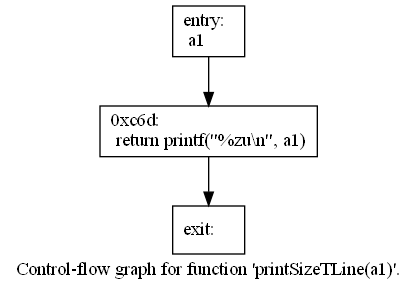 entry:
a1
0xc6d:
return printf("%zu\n", a1)
exit:
Control-flow graph for function 'printSizeTLine(a1)'.